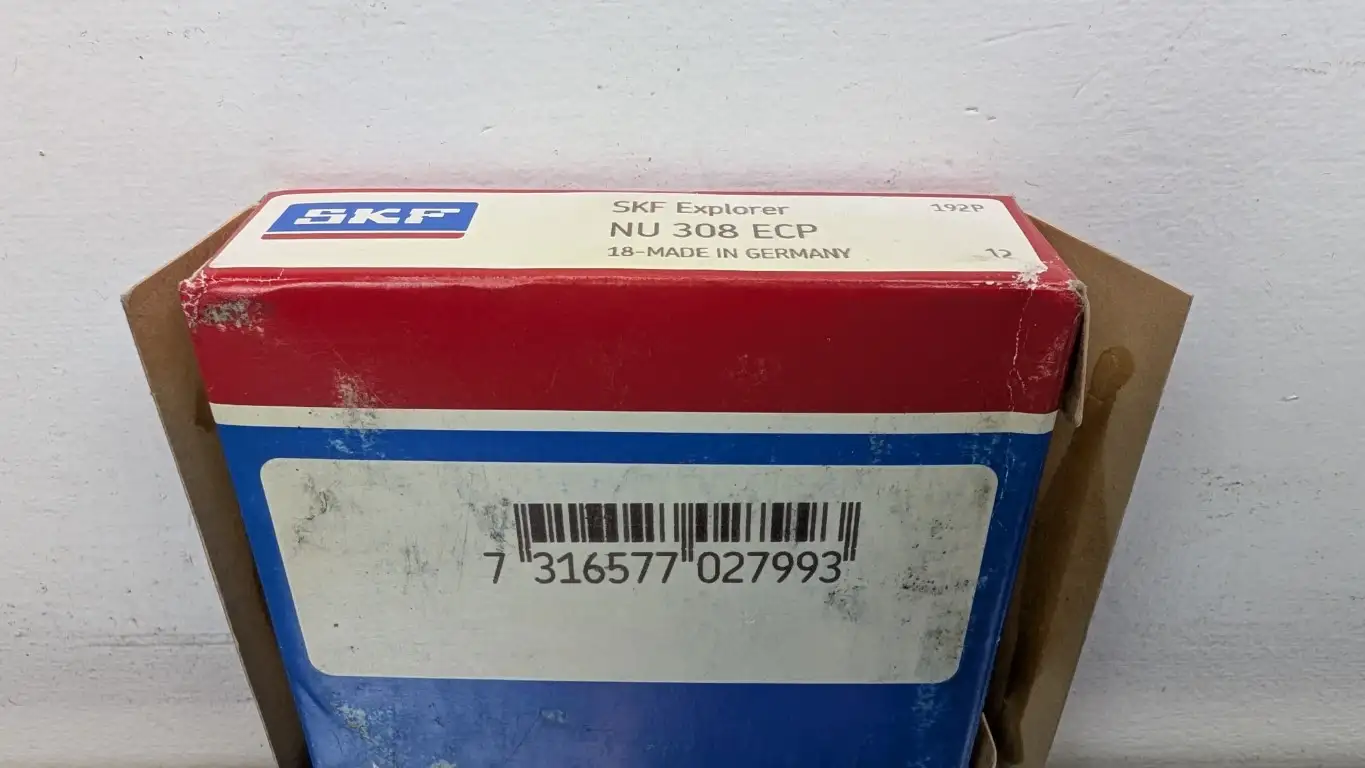 SKF
SKF Explorer
192P
NU 308 ECP
18-MADE IN GERMANY
12
7 316577 027993